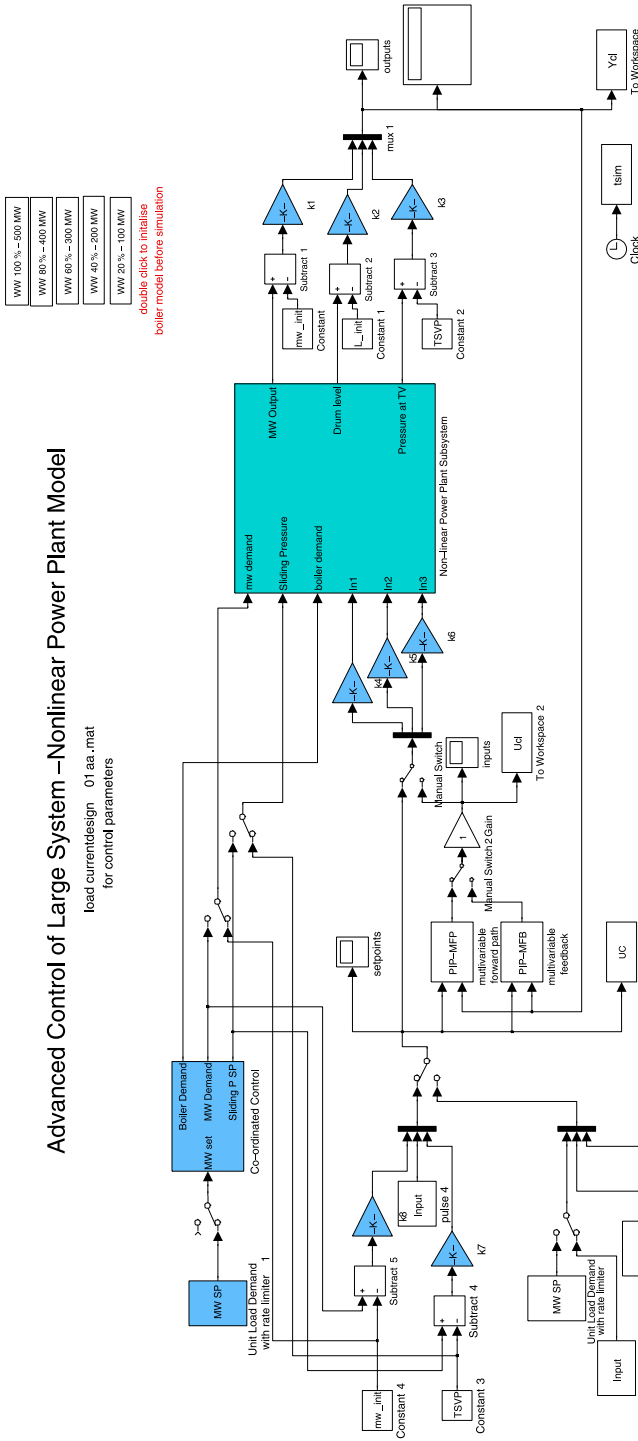 Advanced Control of Large System –Nonlinear Power Plant Model
load currentdesign 01 aa .mat
for control parameters
WW 100 % – 500 MW
WW 80 % – 400 MW
WW 60 % – 300 MW
WW 40 % – 200 MW
WW 20 % – 100 MW
double click to initalise
boiler model before simulation
MW SP
Unit Load Demand
with rate limiter 1
MW set
Boiler Demand
MW Demand
Sliding P SP
Co–ordinated Control
mw _init
Constant 4
TSVP
Constant 3
+
–
Subtract 5
+
–
Subtract 4
–K–
k8
–K–
k7
Input
pulse 4
MW SP
Unit Load Demand
with rate limiter
Input
setpoints
PIP–MFP
mutlivariable
forward path
PIP–MFB
multivariable
feedback
UC
Manual Switch 2
1
Gain
Manual Switch
inputs
Ucl
To Workspace 2
–K–
k4
–K–
k5
–K–
k6
mw demand
Sliding Pressure
boiler demand
In1
In2
In3
MW Output
Drum level
Pressure at TV
Non–linear Power Plant Subsystem
mw _init
Constant
L_init
Constant 1
TSVP
Constant 2
+
–
Subtract 1
+
–
Subtract 2
+
–
Subtract 3
–K–
k1
–K–
k2
–K–
k3
mux 1
outputs
Ycl
To Workspace
Clock
tsim